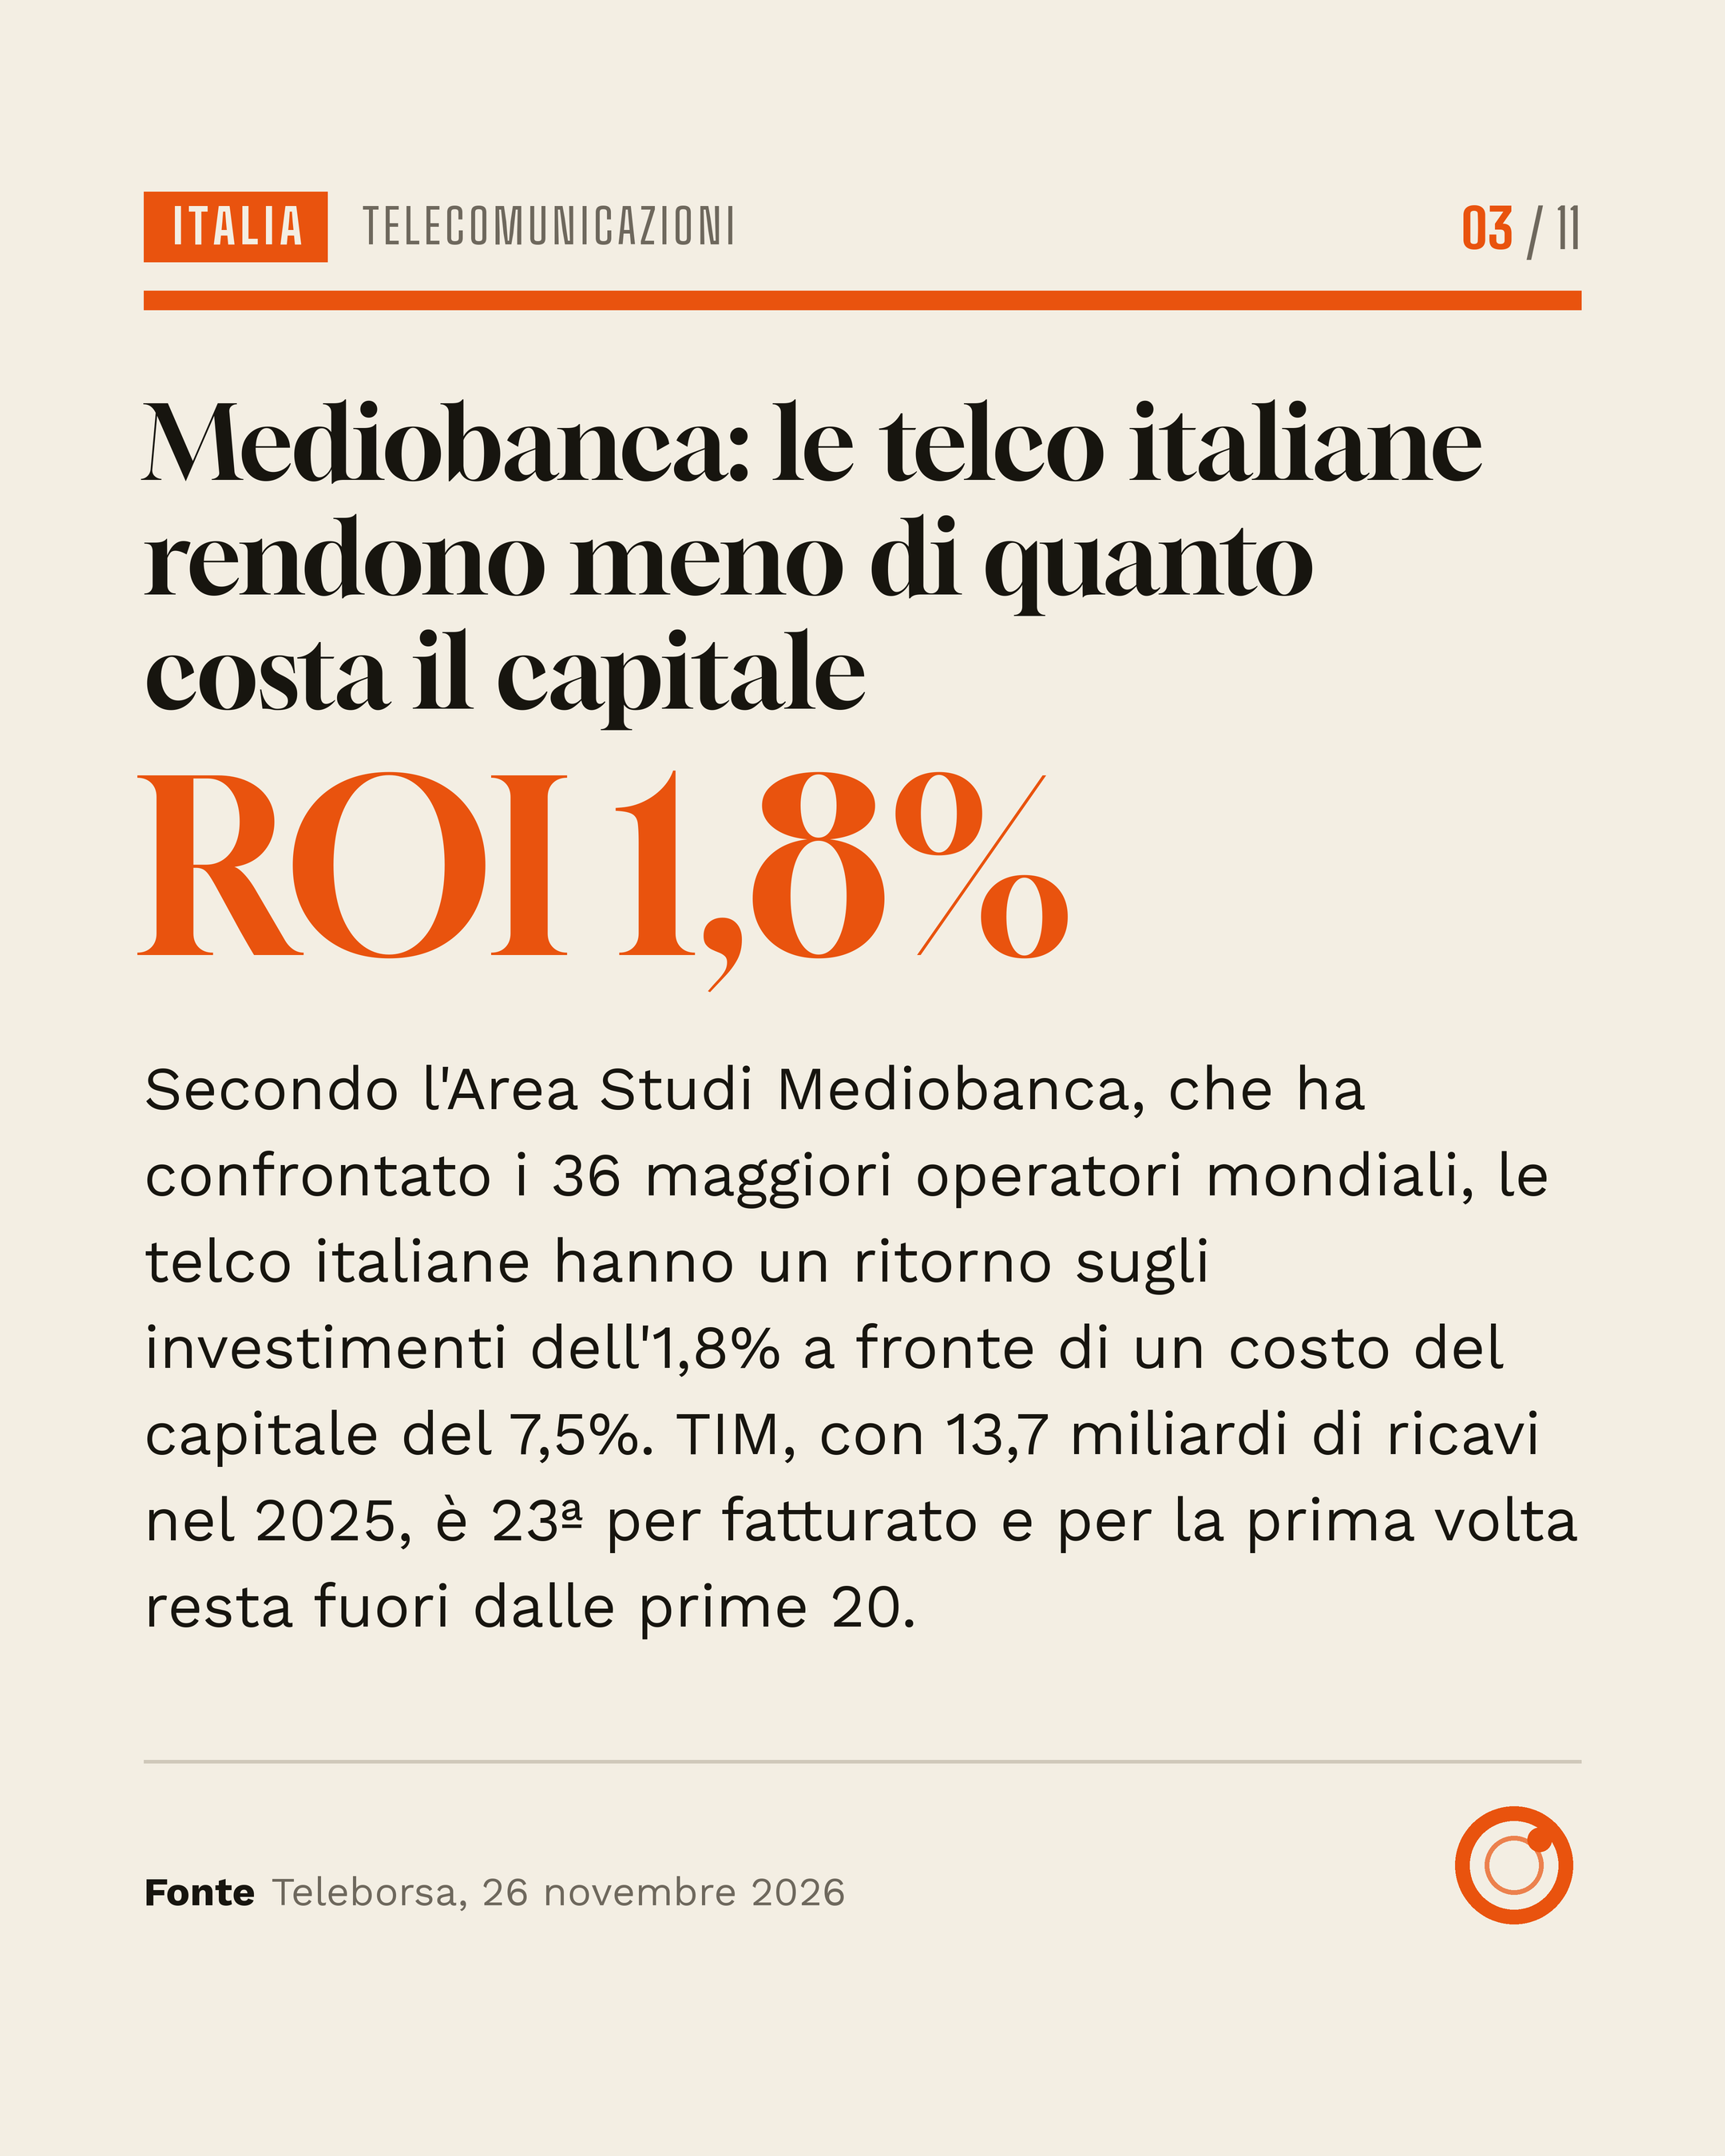 ITALIA TELECOMUNICAZIONI 03 / 11
Mediobanca: le telco italiane
rendono meno di quanto
costa il capitale
ROI 1,8%
Secondo l'Area Studi Mediobanca, che ha
confrontato i 36 maggiori operatori mondiali, le
telco italiane hanno un ritorno sugli
investimenti dell'1,8% a fronte di un costo del
capitale del 7,5%. TIM, con 13,7 miliardi di ricavi
nel 2025, è 23ª per fatturato e per la prima volta
resta fuori dalle prime 20.
Fonte Teleborsa, 26 novembre 2026